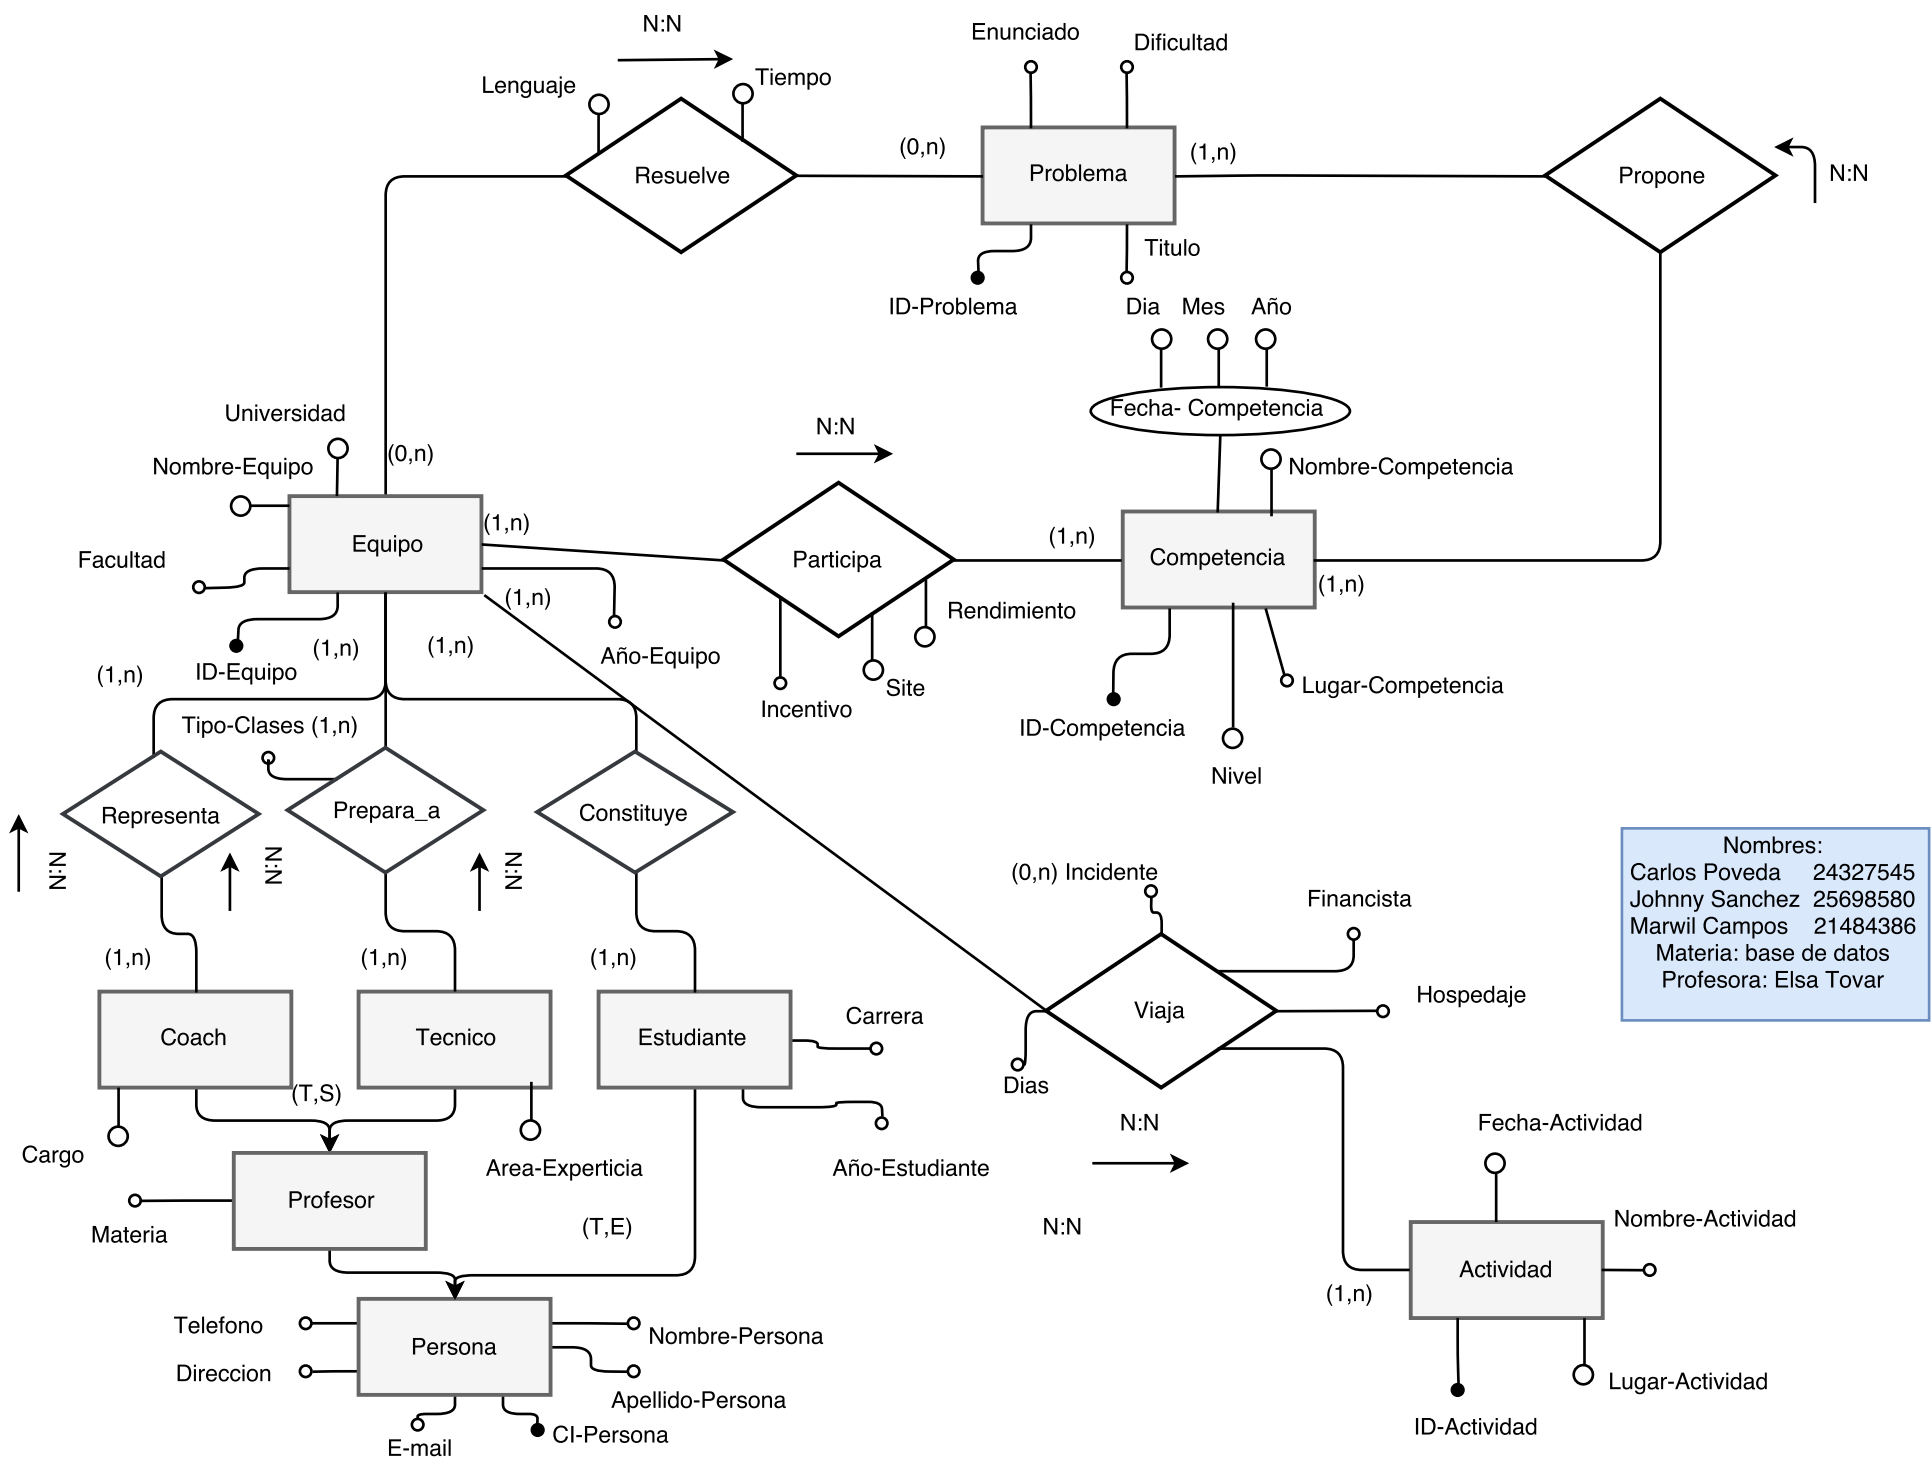 N:N
Enunciado
Dificultad
Lenguaje
Tiempo
(0,n)
(1,n)
Resuelve
Problema
Propone
N:N
Titulo
ID-Problema
Dia Mes Año
Fecha- Competencia
Universidad
N:N
(0,n)
Nombre-Equipo
Nombre-Competencia
(1,n)
(1,n)
Equipo
Participa
Competencia
Facultad
(1,n)
(1,n)
Rendimiento
(1,n)
(1,n)
Año-Equipo
(1,n)
ID-Equipo
Site
Lugar-Competencia
Incentivo
Tipo-Clases (1,n)
ID-Competencia
Nivel
Representa
Prepara_a
Constituye
N:N
N:N
N:N
Nombres:
Carlos Poveda 24327545
Johnny Sanchez 25698580
Marwil Campos 21484386
Materia: base de datos
Profesora: Elsa Tovar
(0,n) Incidente
Financista
(1,n)
(1,n)
(1,n)
Hospedaje
Viaja
Carrera
Coach
Tecnico
Estudiante
Dias
(T,S)
N:N
Fecha-Actividad
Cargo
Area-Experticia
Año-Estudiante
Profesor
Materia
(T,E)
N:N
Nombre-Actividad
Actividad
(1,n)
Telefono
Nombre-Persona
Persona
Direccion
Apellido-Persona
Lugar-Actividad
E-mail
CI-Persona
ID-Actividad